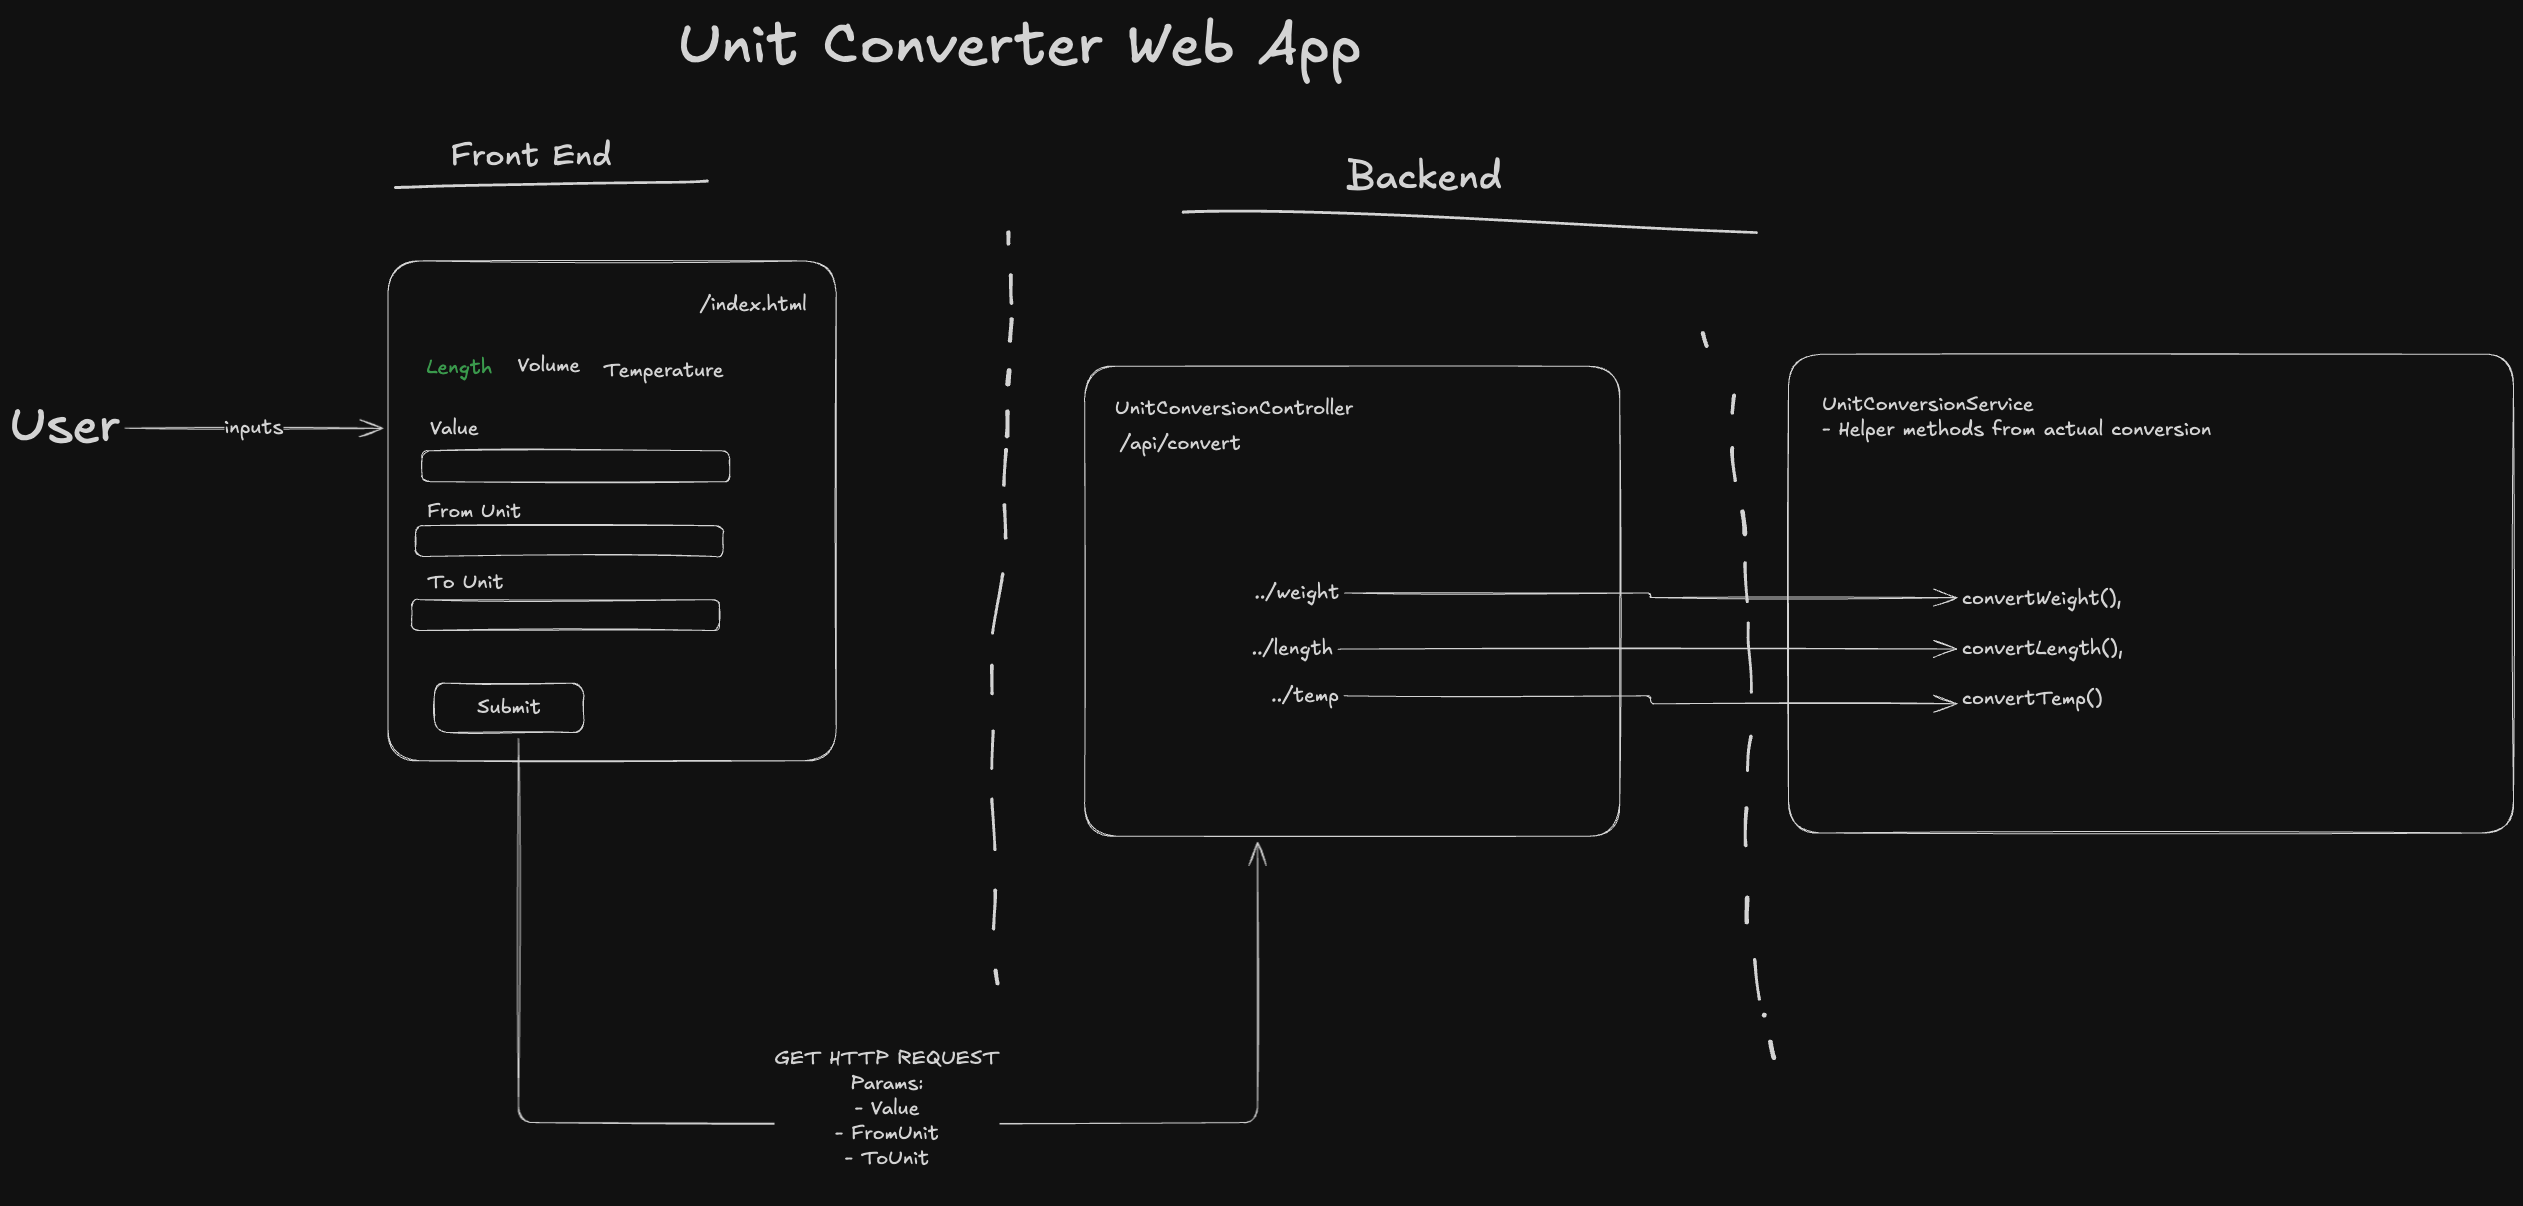 Unit Converter Web App
Front End
Backend
User
inputs
/index.html
Length Volume Temperature
Value
From Unit
To Unit
Submit
GET HTTP REQUEST
Params:
- Value
- FromUnit
- ToUnit
UnitConversionController
/api/convert
../weight
../length
../temp
UnitConversionService
- Helper methods from actual conversion
convertWeight(),
convertLength(),
convertTemp()